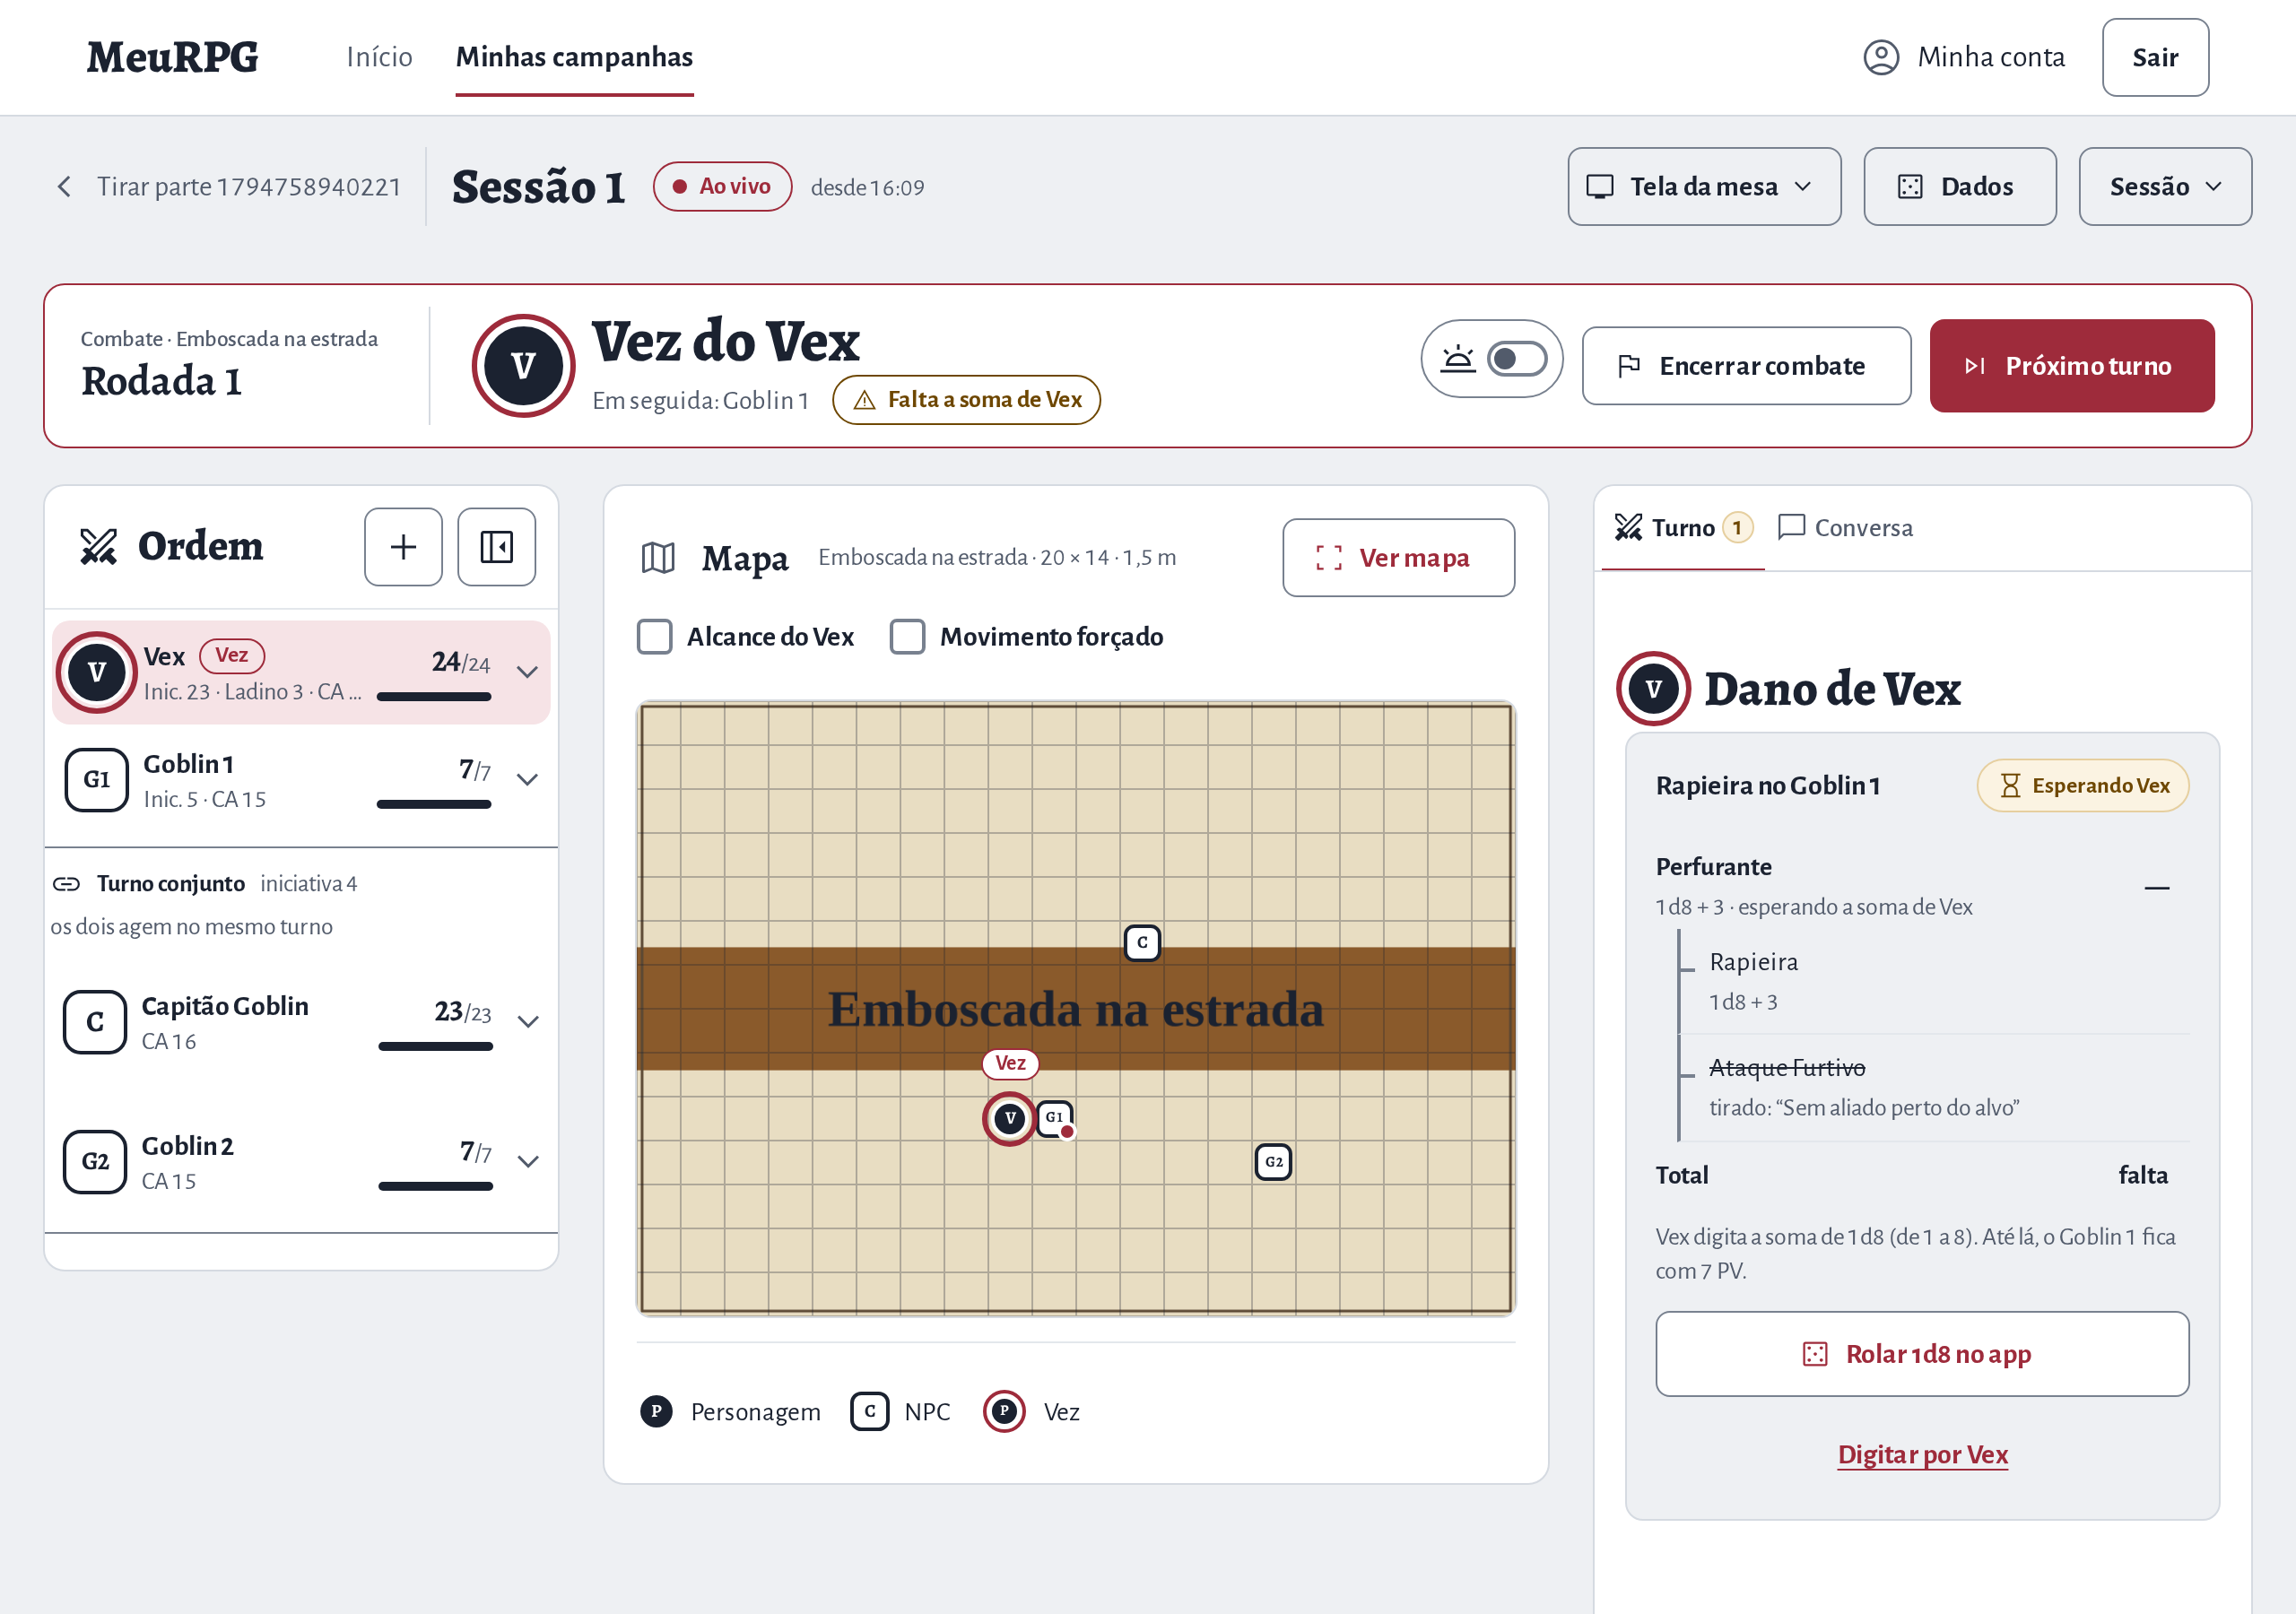 MeuRPG
Início
Minhas campanhas
Minha conta
Sair
Tirar parte 1794758940221
Sessão 1
Ao vivo
desde 16:09
Tela da mesa
Dados
Sessão
Combate · Emboscada na estrada
Rodada 1
V
Vez do Vex
Em seguida: Goblin 1
Falta a soma de Vex
Encerrar combate
Próximo turno
Ordem
V
Vex
Vez
24/24
Inic. 23 · Ladino 3 · CA ...
G1
Goblin 1
7/7
Inic. 5 · CA 15
Turno conjunto
iniciativa 4
os dois agem no mesmo turno
C
Capitão Goblin
23/23
CA 16
G2
Goblin 2
7/7
CA 15
Mapa
Emboscada na estrada · 20 × 14 · 1,5 m
Ver mapa
Alcance do Vex
Movimento forçado
C
Emboscada na estrada
Vez
V
G1
G2
P
Personagem
C
NPC
P
Vez
Turno
1
Conversa
V
Dano de Vex
Rapieira no Goblin 1
Esperando Vex
Perfurante
—
1d8 + 3 · esperando a soma de Vex
Rapieira
1d8 + 3
Ataque Furtivo
tirado: “Sem aliado perto do alvo”
Total
falta
Vex digita a soma de 1d8 (de 1 a 8). Até lá, o Goblin 1 fica
com 7 PV.
Rolar 1d8 no app
Digitar por Vex